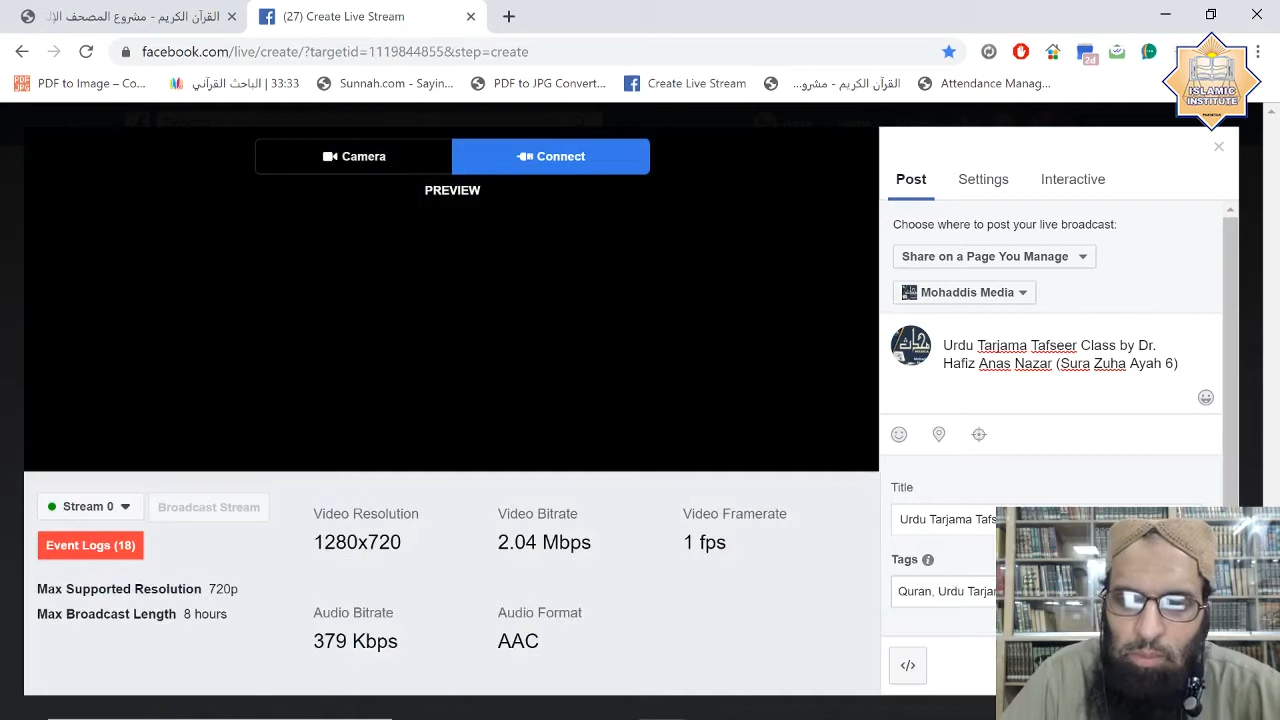 القرآن الكريم - مشروع المصحف الإل
(27) Create Live Stream
facebook.com/live/create/?targetid=1119844855&step=create
2d
PDF to Image – Co...
الباحث القرآني | 33:33
Sunnah.com - Sayin...
PDF to JPG Convert...
Create Live Stream
القرآن الكريم - مشرو...
Attendance Manag...
ISLAMIC
INSTITUTE
PAKISTAN
Camera
Connect
PREVIEW
Post
Settings
Interactive
Choose where to post your live broadcast:
Share on a Page You Manage
Mohaddis Media
Urdu Tarjama Tafseer Class by Dr.
Hafiz Anas Nazar (Sura Zuha Ayah 6)
Stream 0
Broadcast Stream
Event Logs (18)
Max Supported Resolution 720p
Max Broadcast Length 8 hours
Video Resolution
1280x720
Video Bitrate
2.04 Mbps
Video Framerate
1 fps
Audio Bitrate
379 Kbps
Audio Format
AAC
Title
Urdu Tarjama Tafs
Tags
Quran, Urdu Tarja